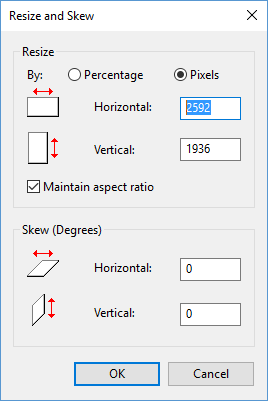 Resize and Skew
Resize
By: Percentage Pixels
Horizontal: 2592
Vertical: 1936
Maintain aspect ratio
Skew (Degrees)
Horizontal: 0
Vertical: 0
OK Cancel